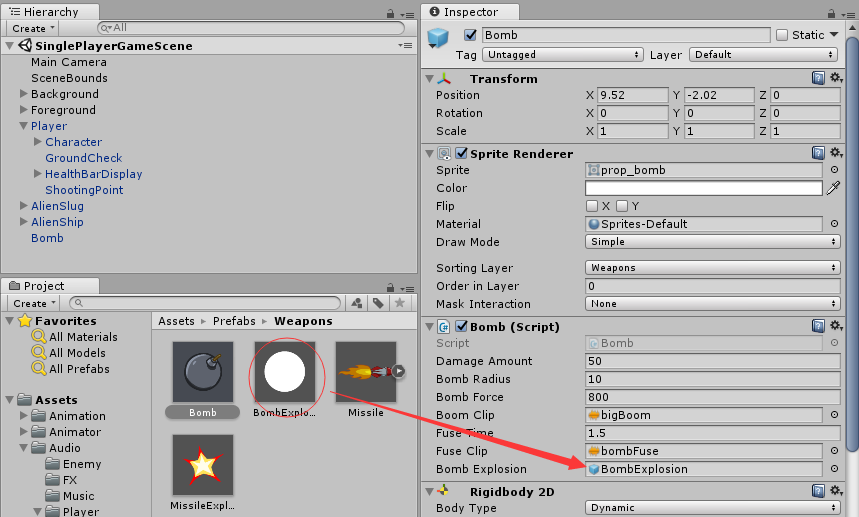 Hierarchy
Create
All
SinglePlayerGameScene
Main Camera
SceneBounds
Background
Foreground
Player
Character
GroundCheck
HealthBarDisplay
ShootingPoint
AlienSlug
AlienShip
Bomb
Project
Create
Favorites
All Materials
All Models
All Prefabs
Assets
Animation
Animator
Audio
Enemy
FX
Music
Player
Assets Prefabs Weapons
Bomb BombExplo... Missile
MissileExpl...
Inspector
Bomb Static
Tag Untagged Layer Default
Transform
Position X 9.52 Y -2.02 Z 0
Rotation X 0 Y 0 Z 0
Scale X 1 Y 1 Z 1
Sprite Renderer
Sprite prop_bomb
Color
Flip X Y
Material Sprites-Default
Draw Mode Simple
Sorting Layer Weapons
Order in Layer 0
Mask Interaction None
Bomb (Script)
Script Bomb
Damage Amount 50
Bomb Radius 10
Bomb Force 800
Boom Clip bigBoom
Fuse Time 1.5
Fuse Clip bombFuse
Bomb Explosion BombExplosion
Rigidbody 2D
Body Type Dynamic